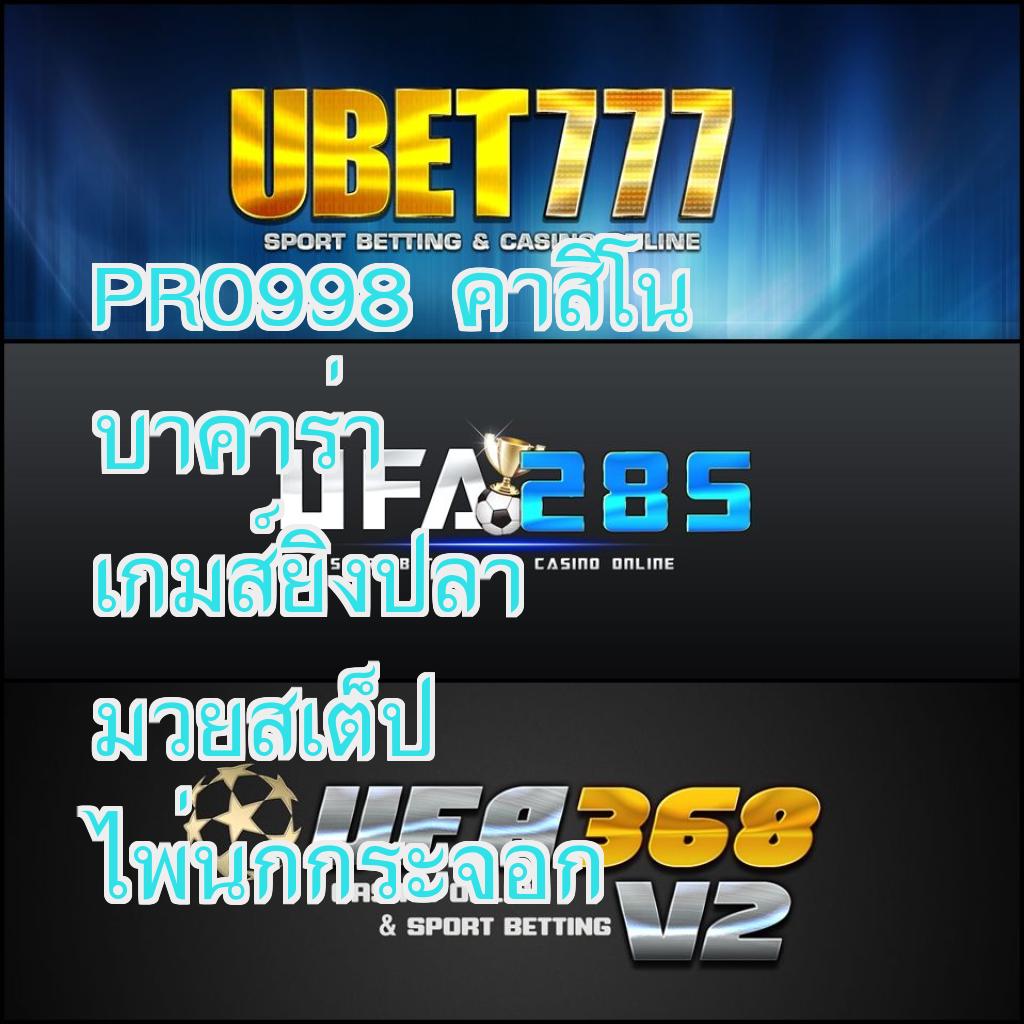 UBET777
SPORT BETTING & CASINO ONLINE
PRO998 คาสิโน
บาคาร่า
UFA285
CASINO ONLINE
เกมส์ยิงปลา
มวยสเต็ป
UFA368
ไพ่นกกระจอก
& SPORT BETTING
V2